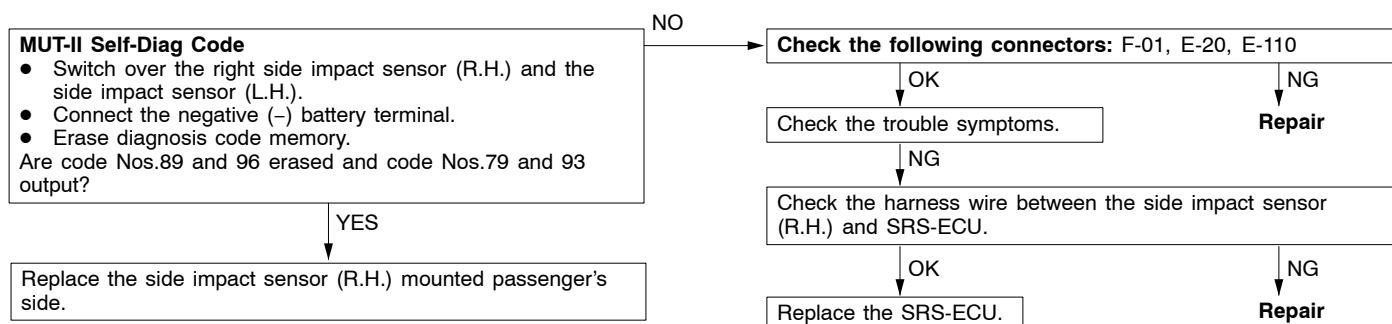 MUT-II Self-Diag Code
● Switch over the right side impact sensor (R.H.) and the
side impact sensor (L.H.).
● Connect the negative (–) battery terminal.
● Erase diagnosis code memory.
Are code Nos.89 and 96 erased and code Nos.79 and 93
output?
NO
YES
Replace the side impact sensor (R.H.) mounted passenger's
side.
Check the following connectors: F-01, E-20, E-110
OK
NG
Check the trouble symptoms.
Repair
NG
Check the harness wire between the side impact sensor
(R.H.) and SRS-ECU.
OK
NG
Replace the SRS-ECU.
Repair